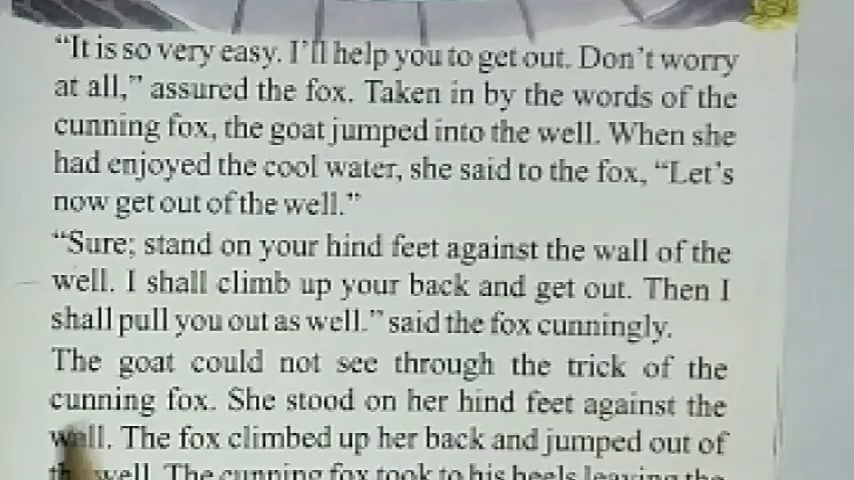 “It is so very easy. I’ll help you to get out. Don’t worry
at all,” assured the fox. Taken in by the words of the
cunning fox, the goat jumped into the well. When she
had enjoyed the cool water, she said to the fox, “Let’s
now get out of the well.”
“Sure; stand on your hind feet against the wall of the
well. I shall climb up your back and get out. Then I
shall pull you out as well.” said the fox cunningly.
The goat could not see through the trick of the
cunning fox. She stood on her hind feet against the
wall. The fox climbed up her back and jumped out of
the well. The cunning fox took to his heels leaving the